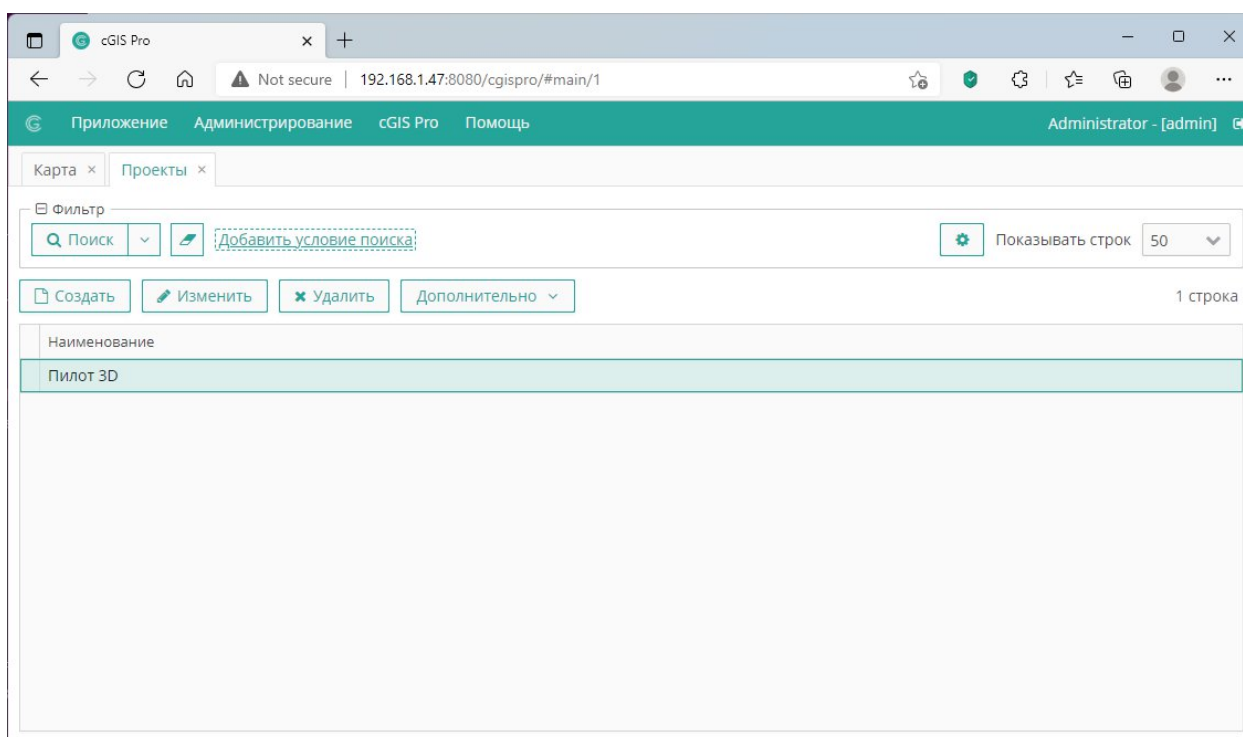 cGIS Pro
Not secure | 192.168.1.47:8080/cgispro/#main/1
Приложение Администрирование cGIS Pro Помощь Administrator - [admin]
Карта Проекты
Фильтр
Поиск Добавить условие поиска Показывать строк 50
Создать Изменить Удалить Дополнительно 1 строка
Наименование
Пилот 3D